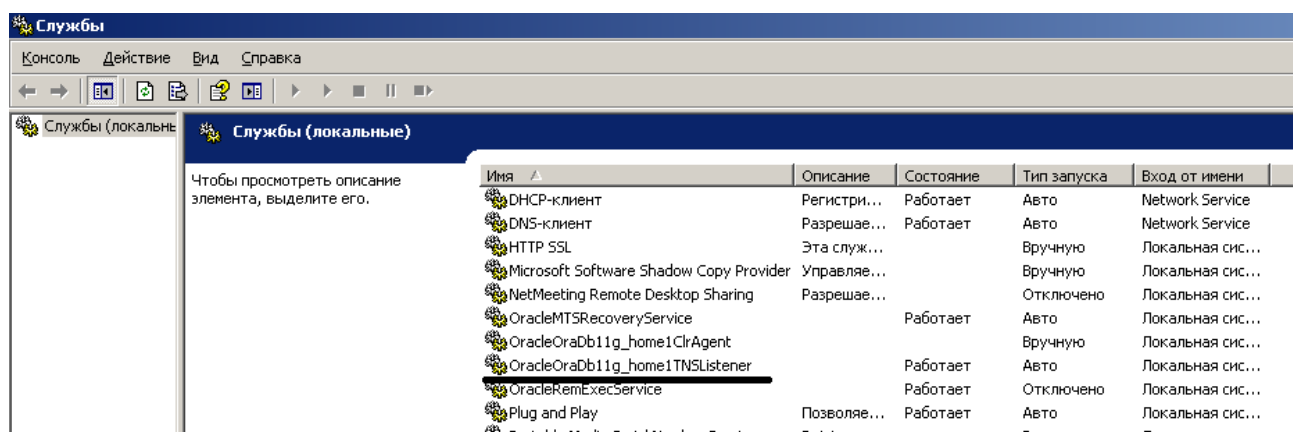 Службы
Консоль Действие Вид Справка
Службы (локальные)
Службы (локальнь
Чтобы просмотреть описание
элемента, выделите его.
Имя Описание Состояние Тип запуска Вход от имени
DHCP-клиент Регистри... Работает Авто Network Service
DNS-клиент Разрешае... Работает Авто Network Service
HTTP SSL Эта служ... Вручную Локальная сис...
Microsoft Software Shadow Copy Provider Управляе... Вручную Локальная сис...
NetMeeting Remote Desktop Sharing Разрешае... Отключено Локальная сис...
OracleMTSRecoveryService Работает Авто Локальная сис...
OracleOraDb11g_home1ClrAgent Вручную Локальная сис...
OracleOraDb11g_home1TNSListener Работает Авто Локальная сис...
OracleRemExecService Работает Отключено Локальная сис...
Plug and Play Позволяе... Работает Авто Локальная сис...